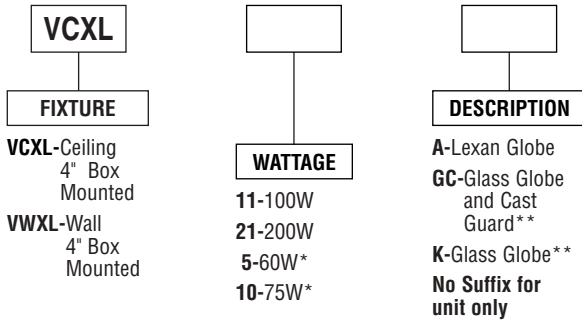 VCXL
FIXTURE
VCXL-Ceiling
4" Box
Mounted
VWXL-Wall
4" Box
Mounted
WATTAGE
11-100W
21-200W
5-60W*
10-75W*
DESCRIPTION
A-Lexan Globe
GC-Glass Globe
and Cast
Guard**
K-Glass Globe**
No Suffix for
unit only